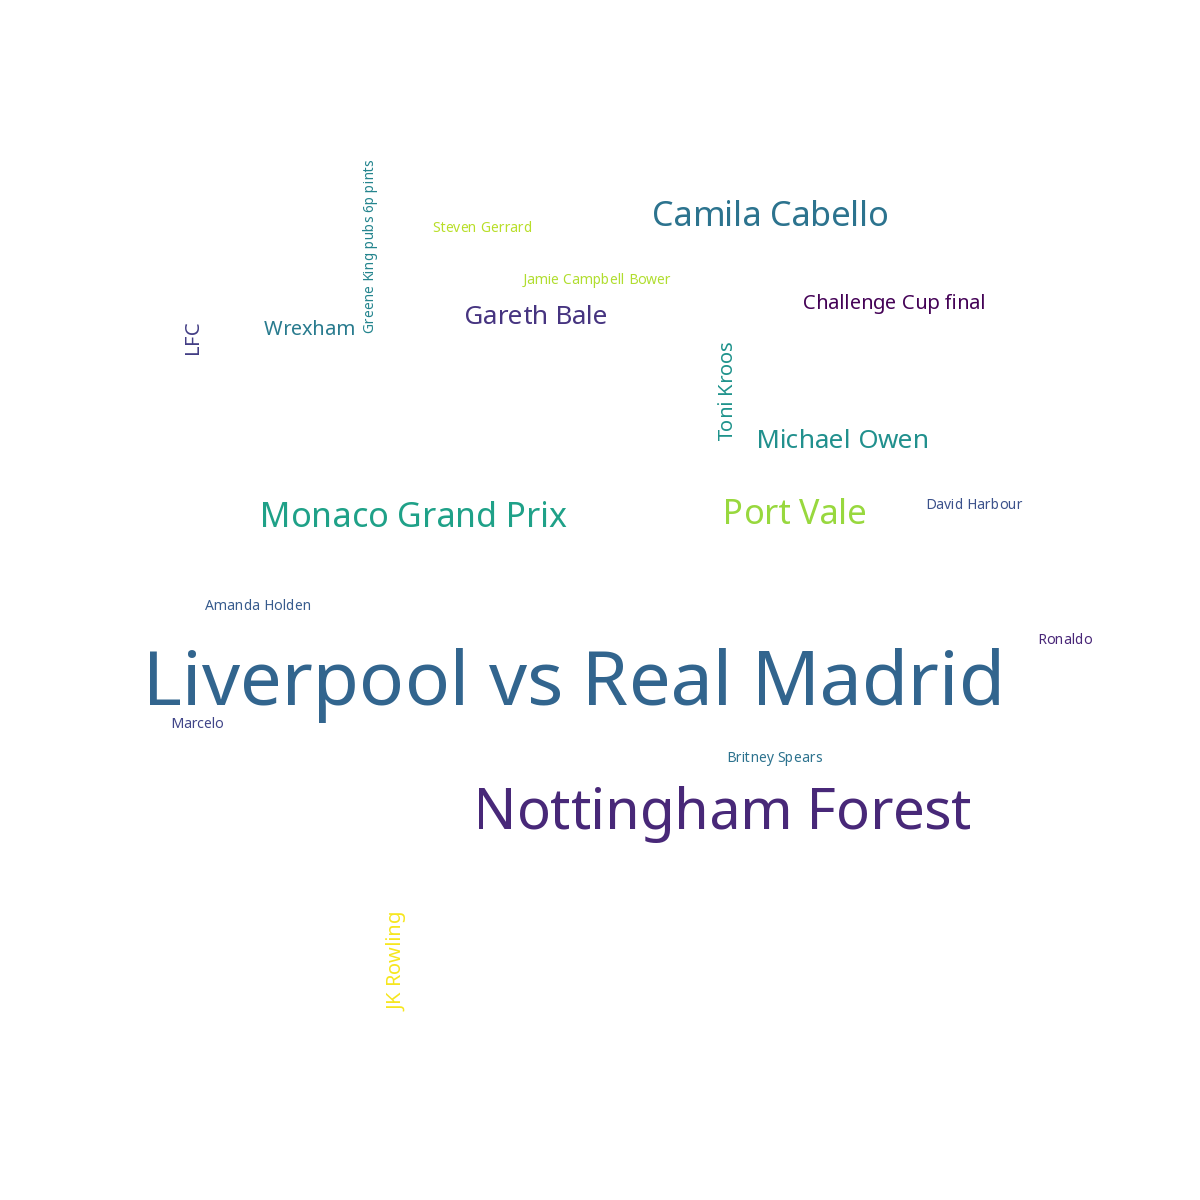 Greene King pubs 6p pints
Camila Cabello
Steven Gerrard
Jamie Campbell Bower
Challenge Cup final
Gareth Bale
Wrexham
LFC
Toni Kroos
Michael Owen
Monaco Grand Prix
Port Vale
David Harbour
Amanda Holden
Ronaldo
Liverpool vs Real Madrid
Marcelo
Britney Spears
Nottingham Forest
JK Rowling